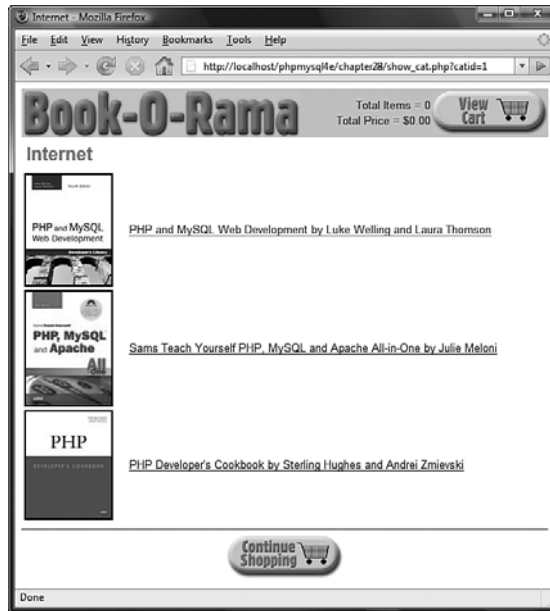 Internet - Mozilla Firefox
File Edit View History Bookmarks Tools Help
http://localhost/phpmysql4e/chapter28/show_cat.php?catid=1
Book-O-Rama
Total Items = 0
Total Price = $0.00
View
Cart
Internet
PHP and MySQL
Web Development
Developer's Library
PHP and MySQL Web Development by Luke Welling and Laura Thomson
PHP, MySQL
and Apache
All
One
Sams Teach Yourself PHP, MySQL and Apache All-in-One by Julie Meloni
PHP
DEVELOPER'S COOKBOOK
PHP Developer's Cookbook by Sterling Hughes and Andrei Zmievski
Continue
Shopping
Done